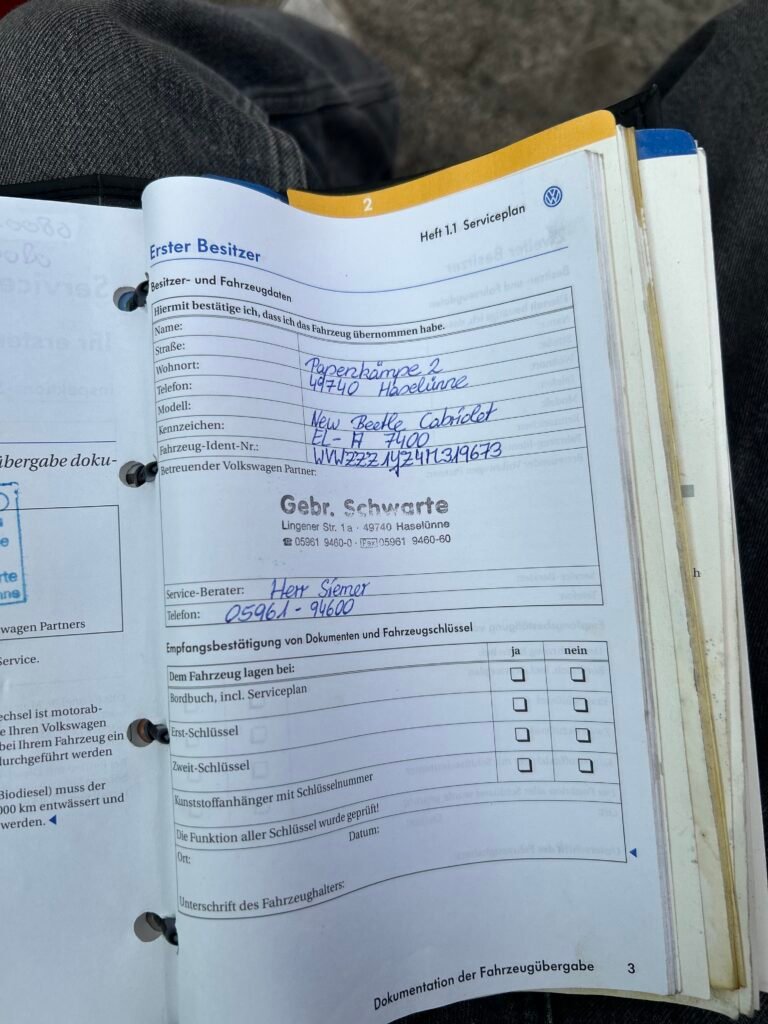 übergabe doku-
rte
wagen Partners
Service.
echsel ist motorab-
e Ihren Volkswagen
bei Ihrem Fahrzeug ein
durchgeführt werden
Biodiesel) muss der
000 km entwässert und
werden.
2
Heft 1.1 Serviceplan
Erster Besitzer
Besitzer- und Fahrzeugdaten
Hiermit bestätige ich, dass ich das Fahrzeug übernommen habe.
Name:
Straße: Papenkämpe 2
Wohnort: 49740 Haselünne
Telefon:
Modell: New Beetle Cabriolet
Kennzeichen: EL-A 7400
Fahrzeug-Ident-Nr.: WVWZZZ1YZ4M319673
Betreuender Volkswagen Partner:
Gebr. Schwarte
Lingener Str. 1a · 49740 Haselünne
☎ 05961 9460-0 · Fax 05961 9460-60
Service-Berater: Herr Siemer
Telefon: 05961-94600
Empfangsbestätigung von Dokumenten und Fahrzeugschlüssel
Dem Fahrzeug lagen bei: ja nein
Bordbuch, incl. Serviceplan
Erst-Schlüssel
Zweit-Schlüssel
Kunststoffanhänger mit Schlüsselnummer
Die Funktion aller Schlüssel wurde geprüft!
Ort: Datum:
Unterschrift des Fahrzeughalters:
Dokumentation der Fahrzeugübergabe 3